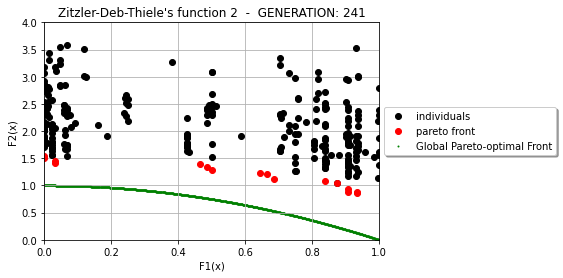 Zitzler-Deb-Thiele's function 2 - GENERATION: 241
F2(x)
4.0
3.5
3.0
2.5
2.0
1.5
1.0
0.5
0.0
0.0 0.2 0.4 0.6 0.8 1.0
F1(x)
individuals
pareto front
Global Pareto-optimal Front